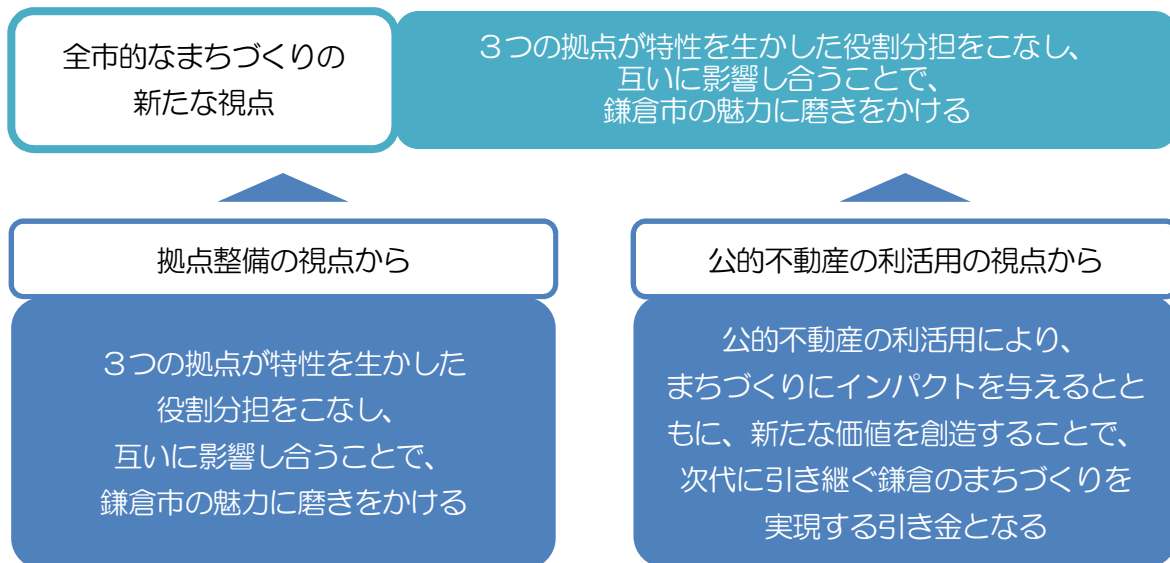 全市的なまちづくりの
新たな視点
３つの拠点が特性を生かした役割分担をこなし、
互いに影響し合うことで、
鎌倉市の魅力に磨きをかける
拠点整備の視点から
３つの拠点が特性を生かした
役割分担をこなし、
互いに影響し合うことで、
鎌倉市の魅力に磨きをかける
公的不動産の利活用の視点から
公的不動産の利活用により、
まちづくりにインパクトを与えるとと
もに、新たな価値を創造することで、
次代に引き継ぐ鎌倉のまちづくりを
実現する引き金となる